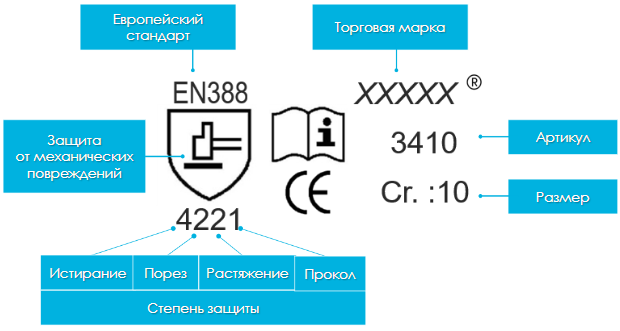 Европейский
стандарт
Торговая марка
EN388
XXXXX ®
Защита
от механических
повреждений
i
3410
Артикул
CE
Cr. :10
Размер
4221
Истирание
Порез
Растяжение
Прокол
Степень защиты